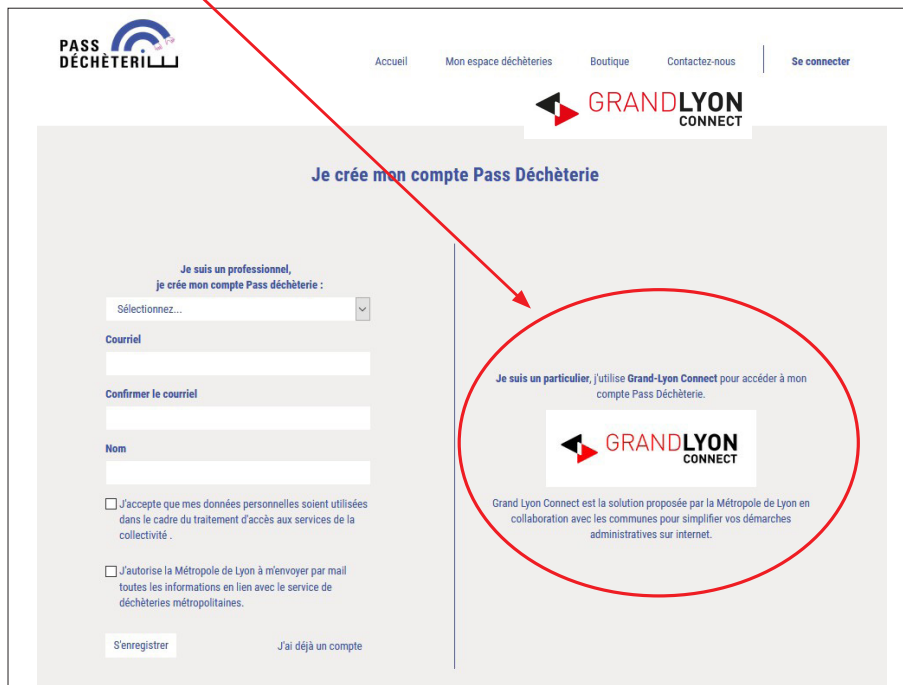 PASS
DÉCHÈTERIE
Accueil
Mon espace déchèteries
Boutique
Contactez-nous
Se connecter
GRANDLYON
CONNECT
Je crée mon compte Pass Déchèterie
Je suis un professionnel,
je crée mon compte Pass déchèterie :
Sélectionnez...
Courriel
Confirmer le courriel
Nom
J'accepte que mes données personnelles soient utilisées
dans le cadre du traitement d'accès aux services de la
collectivité .
J'autorise la Métropole de Lyon à m'envoyer par mail
toutes les informations en lien avec le service de
déchèteries métropolitaines.
S'enregistrer
J'ai déjà un compte
Je suis un particulier, j'utilise Grand-Lyon Connect pour accéder à mon
compte Pass Déchèterie.
GRANDLYON
CONNECT
Grand Lyon Connect est la solution proposée par la Métropole de Lyon en
collaboration avec les communes pour simplifier vos démarches
administratives sur internet.